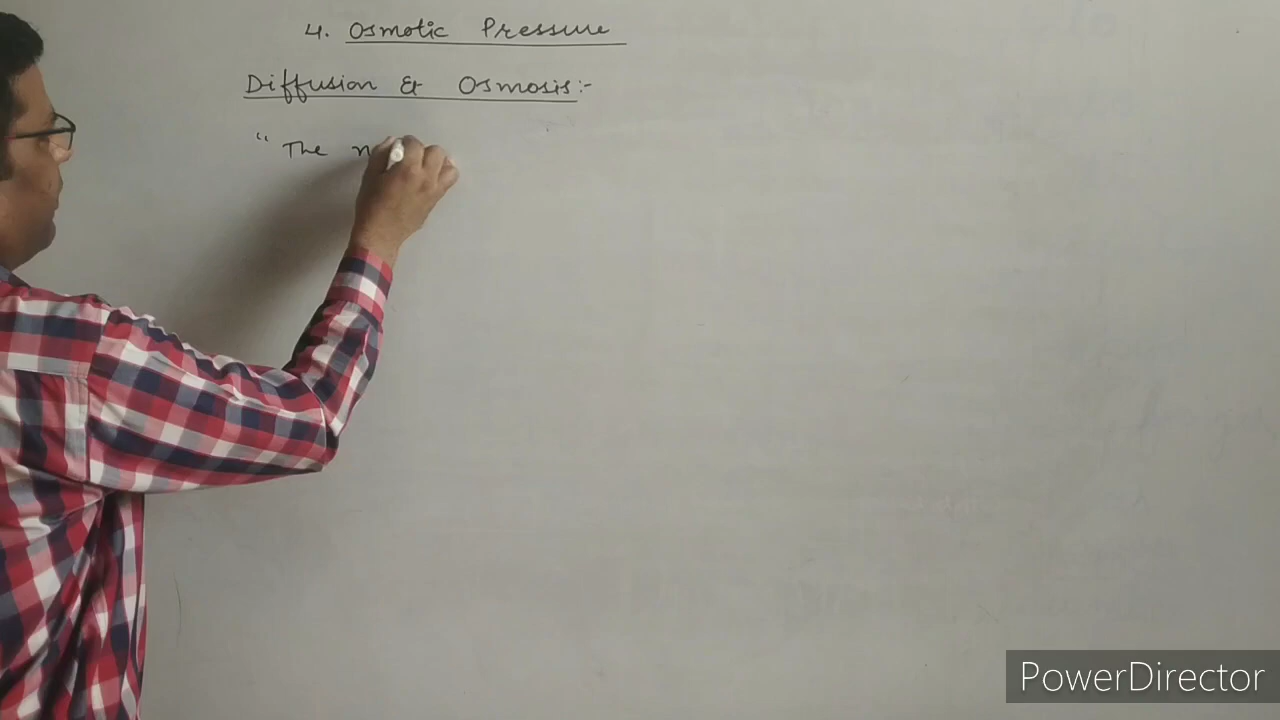 4. Osmotic Pressure
Diffusion & Osmosis:-
" The
PowerDirector